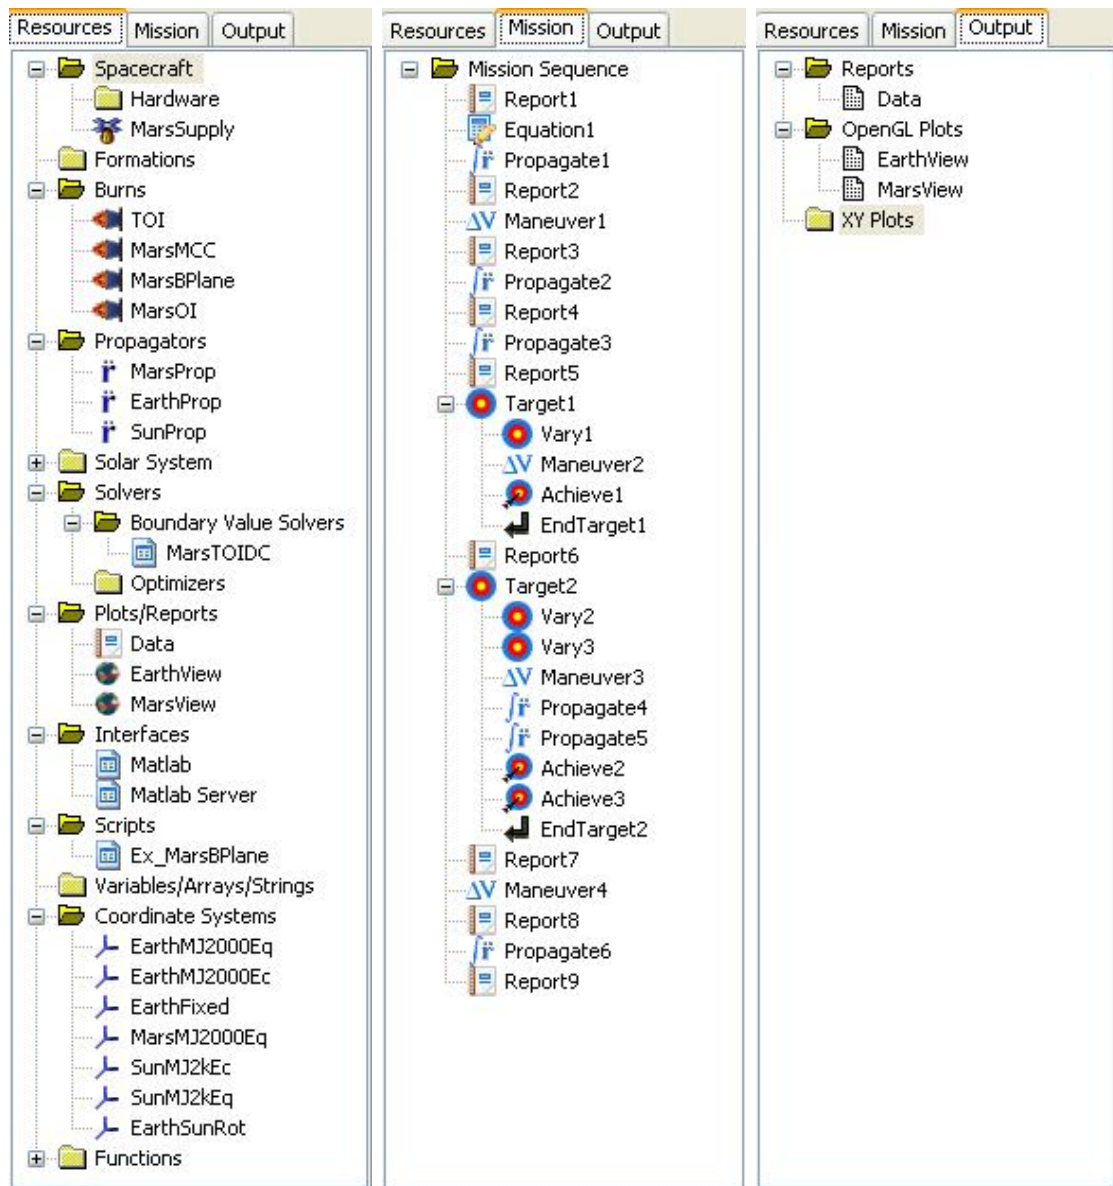 Resources Mission Output
Spacecraft
Hardware
MarsSupply
Formations
Burns
TOI
MarsMCC
MarsBPlane
MarsOI
Propagators
MarsProp
EarthProp
SunProp
Solar System
Solvers
Boundary Value Solvers
MarsTOIDC
Optimizers
Plots/Reports
Data
EarthView
MarsView
Interfaces
Matlab
Matlab Server
Scripts
Ex_MarsBPlane
Variables/Arrays/Strings
Coordinate Systems
EarthMJ2000Eq
EarthMJ2000Ec
EarthFixed
MarsMJ2000Eq
SunMJ2kEc
SunMJ2kEq
EarthSunRot
Functions
Resources Mission Output
Mission Sequence
Report1
Equation1
Propagate1
Report2
ΔV Maneuver1
Report3
Propagate2
Report4
Propagate3
Report5
Target1
Vary1
ΔV Maneuver2
Achieve1
EndTarget1
Report6
Target2
Vary2
Vary3
ΔV Maneuver3
Propagate4
Propagate5
Achieve2
Achieve3
EndTarget2
Report7
ΔV Maneuver4
Report8
Propagate6
Report9
Resources Mission Output
Reports
Data
OpenGL Plots
EarthView
MarsView
XY Plots